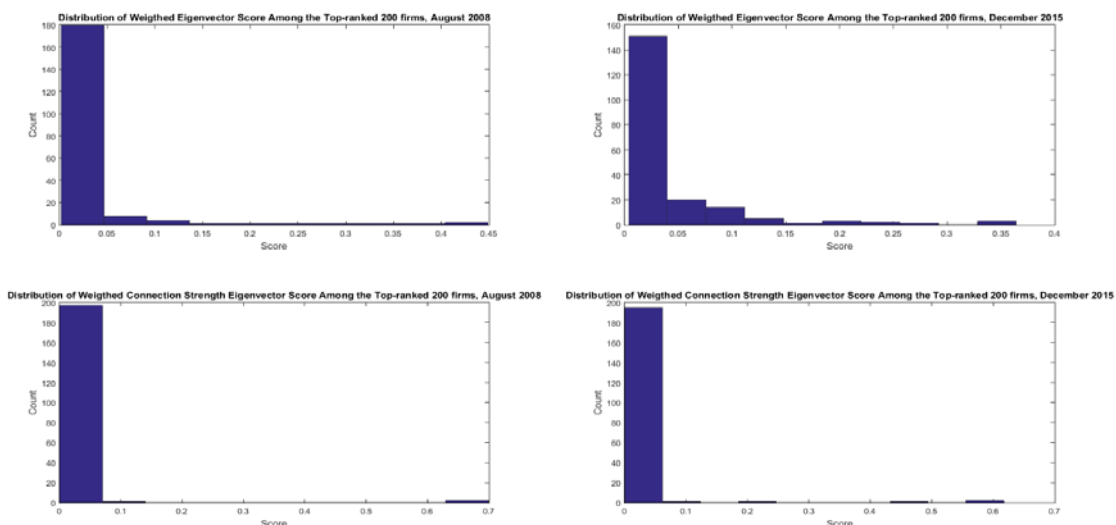 Distribution of Weigthed Eigenvector Score Among the Top-ranked 200 firms, August 2008
180
160
140
120
100
80
60
40
20
0
Count
0 0.05 0.1 0.15 0.2 0.25 0.3 0.35 0.4 0.45
Score
Distribution of Weigthed Eigenvector Score Among the Top-ranked 200 firms, December 2015
160
140
120
100
80
60
40
20
0
Count
0 0.05 0.1 0.15 0.2 0.25 0.3 0.35 0.4
Score
Distribution of Weigthed Connection Strength Eigenvector Score Among the Top-ranked 200 firms, August 2008
200
180
160
140
120
100
80
60
40
20
0
Count
0 0.1 0.2 0.3 0.4 0.5 0.6 0.7
Score
Distribution of Weigthed Connection Strength Eigenvector Score Among the Top-ranked 200 firms, December 2015
200
180
160
140
120
100
80
60
40
20
0
Count
0 0.1 0.2 0.3 0.4 0.5 0.6 0.7
Score